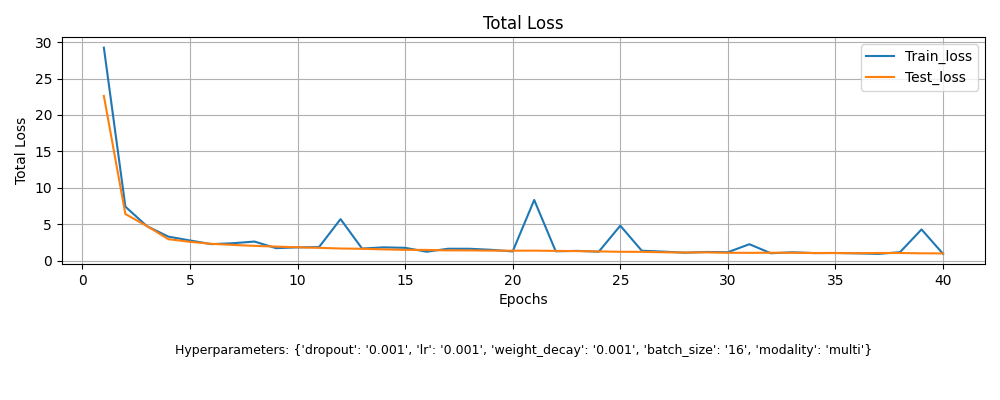 Total Loss
30
25
20
15
10
5
0
Total Loss
Train_loss
Test_loss
0 5 10 15 20 25 30 35 40
Epochs
Hyperparameters: {'dropout': '0.001', 'lr': '0.001', 'weight_decay': '0.001', 'batch_size': '16', 'modality': 'multi'}